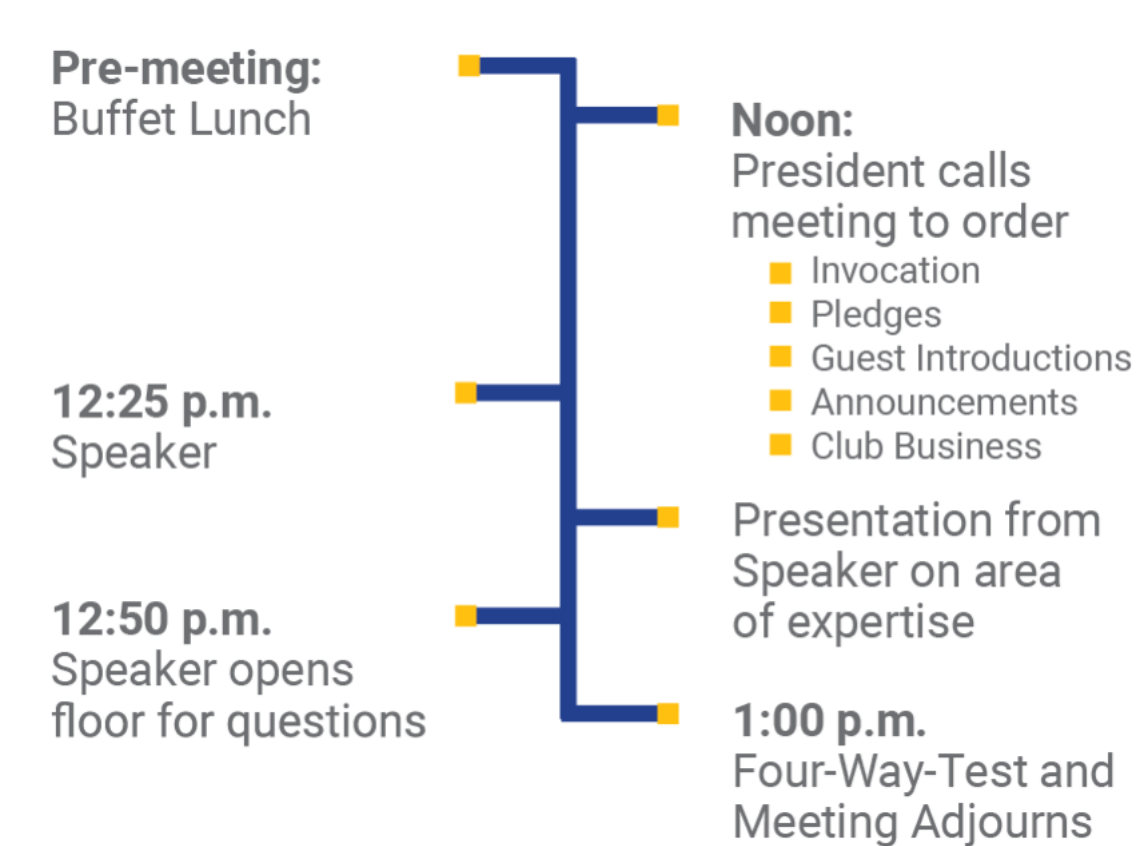 Pre-meeting:
Buffet Lunch
Noon:
President calls
meeting to order
Invocation
Pledges
Guest Introductions
Announcements
Club Business
12:25 p.m.
Speaker
Presentation from
Speaker on area
of expertise
12:50 p.m.
Speaker opens
floor for questions
1:00 p.m.
Four-Way-Test and
Meeting Adjourns